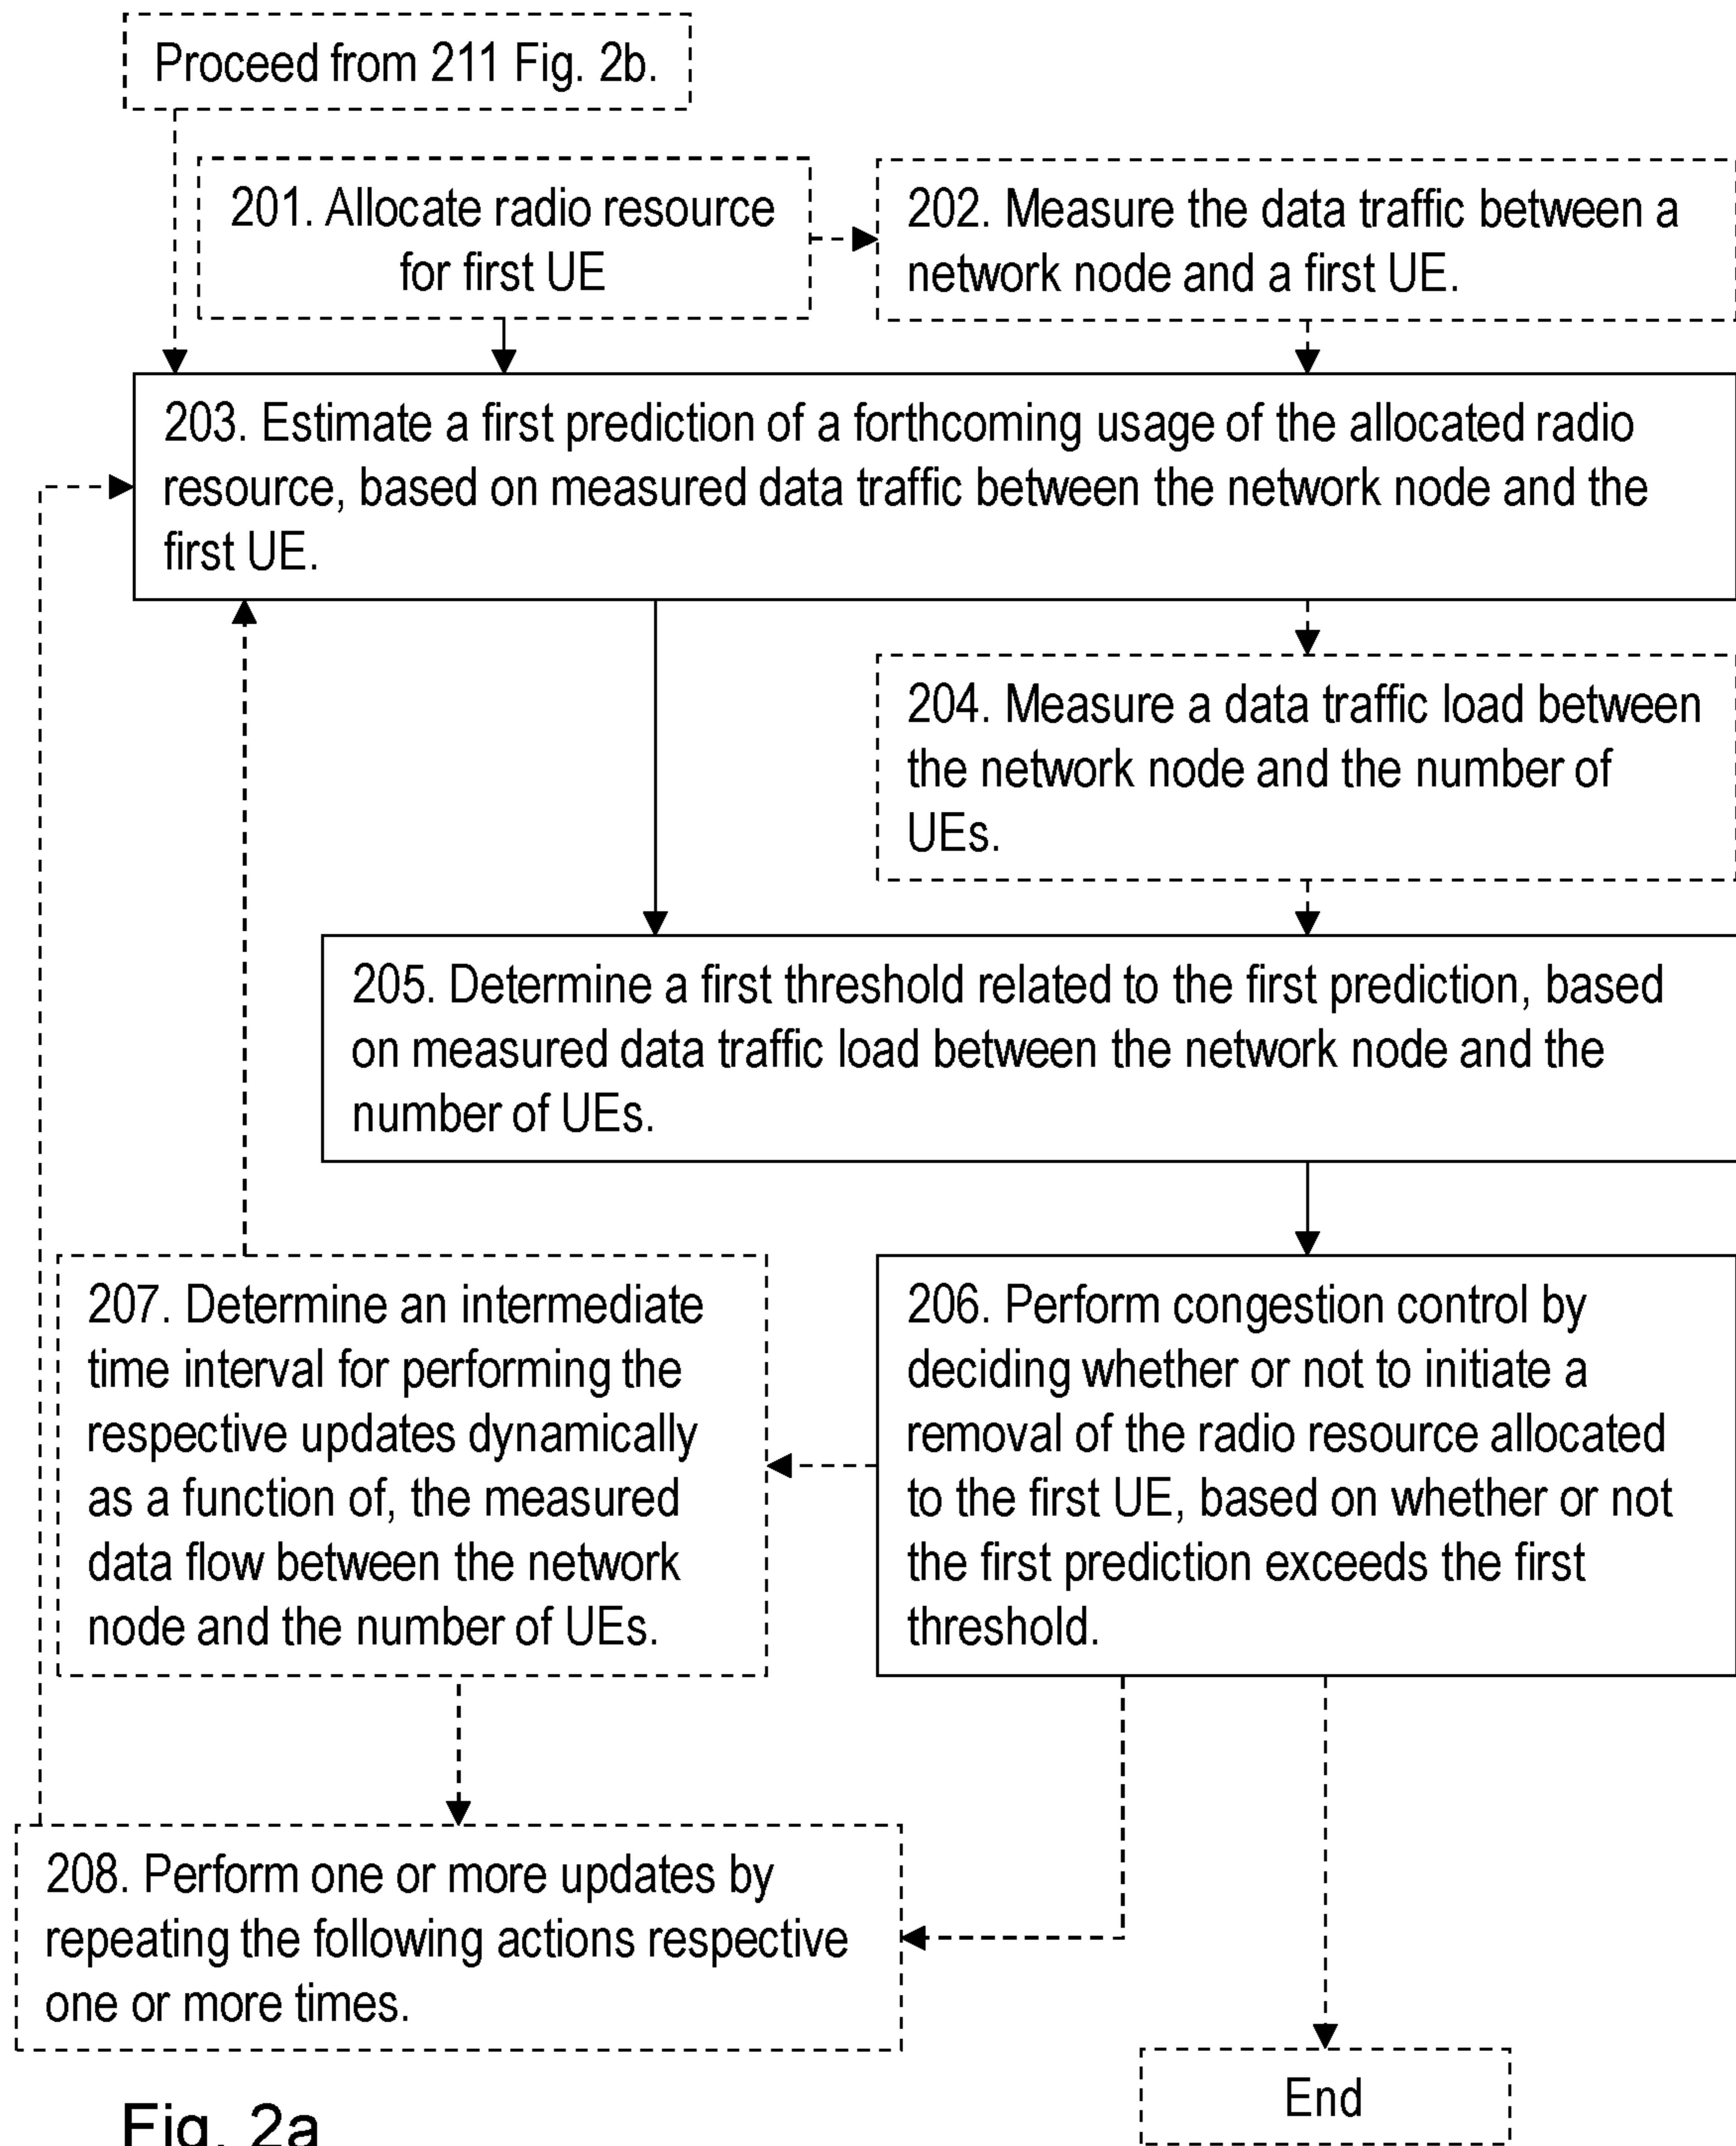 Proceed from 211 Fig. 2b.
201. Allocate radio resource
for first UE
202. Measure the data traffic between a
network node and a first UE.
203. Estimate a first prediction of a forthcoming usage of the allocated radio
resource, based on measured data traffic between the network node and the
first UE.
204. Measure a data traffic load between
the network node and the number of
UEs.
205. Determine a first threshold related to the first prediction, based
on measured data traffic load between the network node and the
number of UEs.
206. Perform congestion control by
deciding whether or not to initiate a
removal of the radio resource allocated
to the first UE, based on whether or not
the first prediction exceeds the first
threshold.
207. Determine an intermediate
time interval for performing the
respective updates dynamically
as a function of, the measured
data flow between the network
node and the number of UEs.
208. Perform one or more updates by
repeating the following actions respective
one or more times.
End
Fig. 2a